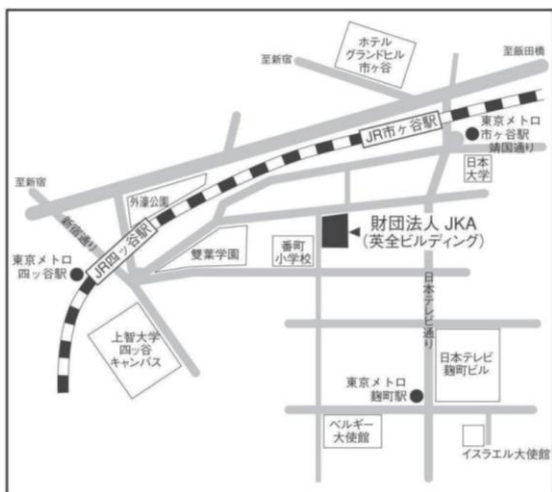 ホテル
グランドヒル
市ヶ谷
至飯田橋
至新宿
JR市ヶ谷駅
東京メトロ
市ヶ谷駅
靖国通り
日本
大学
至新宿
外濠公園
新宿通り
JR四ッ谷駅
東京メトロ
四ッ谷駅
雙葉学園
番町
小学校
財団法人 JKA
(英全ビルディング)
日本テレビ通り
上智大学
四ッ谷
キャンパス
日本テレビ
麹町ビル
東京メトロ
麹町駅
ベルギー
大使館
イスラエル大使館